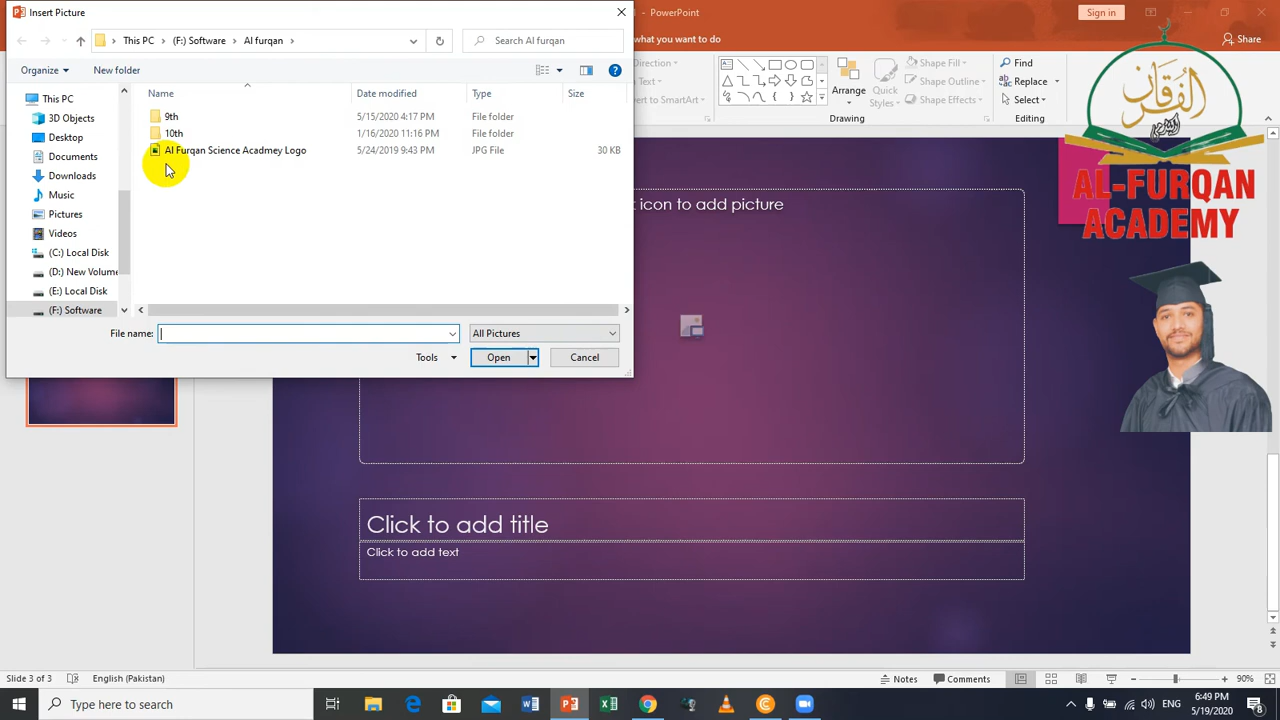 Insert Picture
PowerPoint
Sign in
This PC
(F:) Software
Al furqan
Search Al furqan
what you want to do
Share
Organize
New folder
Direction
Text
vert to SmartArt
Arrange
Quick
Styles
Shape Fill
Shape Outline
Shape Effects
Find
Replace
Select
Editing
Name
Date modified
Type
Size
This PC
3D Objects
Desktop
Documents
Downloads
Music
Pictures
Videos
(C:) Local Disk
(D:) New Volume
(E:) Local Disk
(F:) Software
9th 5/15/2020 4:17 PM File folder
10th 1/16/2020 11:16 PM File folder
Al Furqan Science Acadmey Logo 5/24/2019 9:43 PM JPG File 30 KB
File name:
All Pictures
Tools
Open
Cancel
الفرقان
AL-FURQAN
ACADEMY
icon to add picture
Click to add title
Click to add text
Slide 3 of 3
English (Pakistan)
Notes
Comments
90%
Type here to search
ENG
6:49 PM
5/19/2020
8